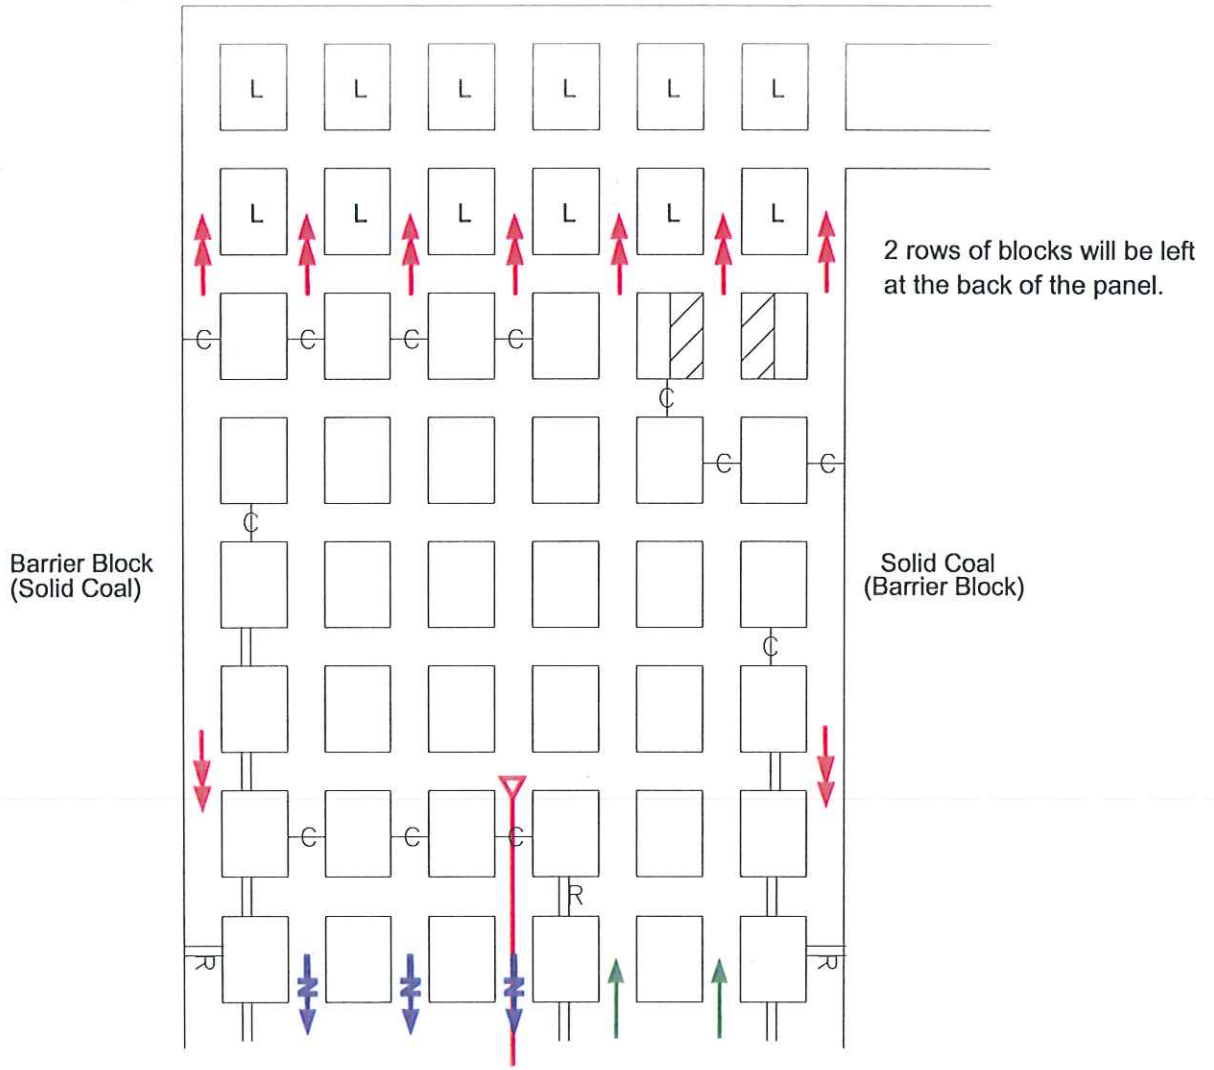 L L L L L L
L L L L L L
2 rows of blocks will be left
at the back of the panel.
C C C C
C
C C
C
Barrier Block
(Solid Coal)
Solid Coal
(Barrier Block)
C
C C C
R
R R
N N N